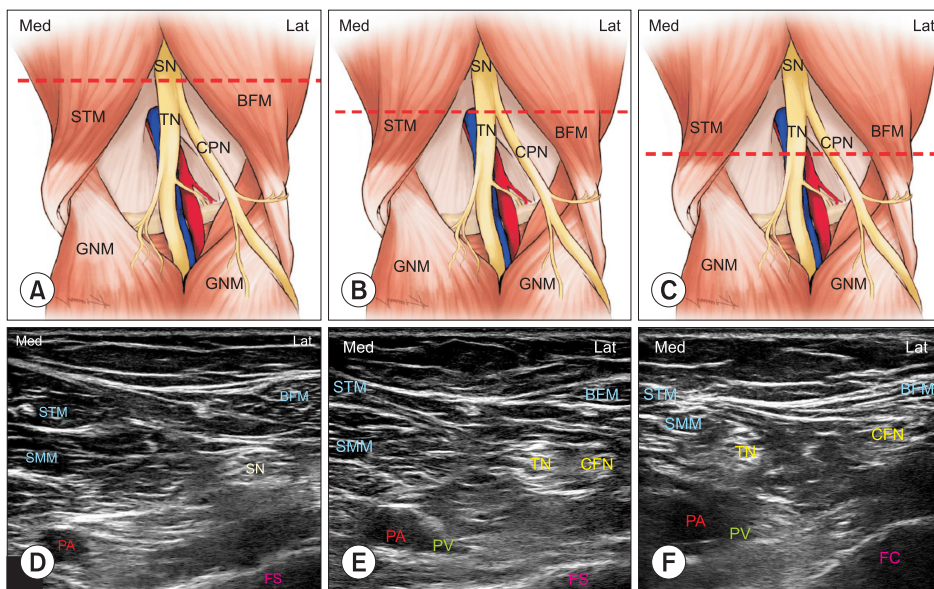 Med Lat
SN
BFM
STM
TN
CPN
GNM
GNM
A
Med Lat
SN
STM
BFM
TN
CPN
GNM
GNM
B
Med Lat
SN
STM
BFM
TN
CPN
GNM
GNM
C
Med Lat
BFM
STM
SMM
SN
PA
FS
D
Med Lat
STM
BFM
SMM
TN CFN
PA
PV
FS
E
Med Lat
STM BFM
SMM
CFN
TN
PA
PV
FC
F